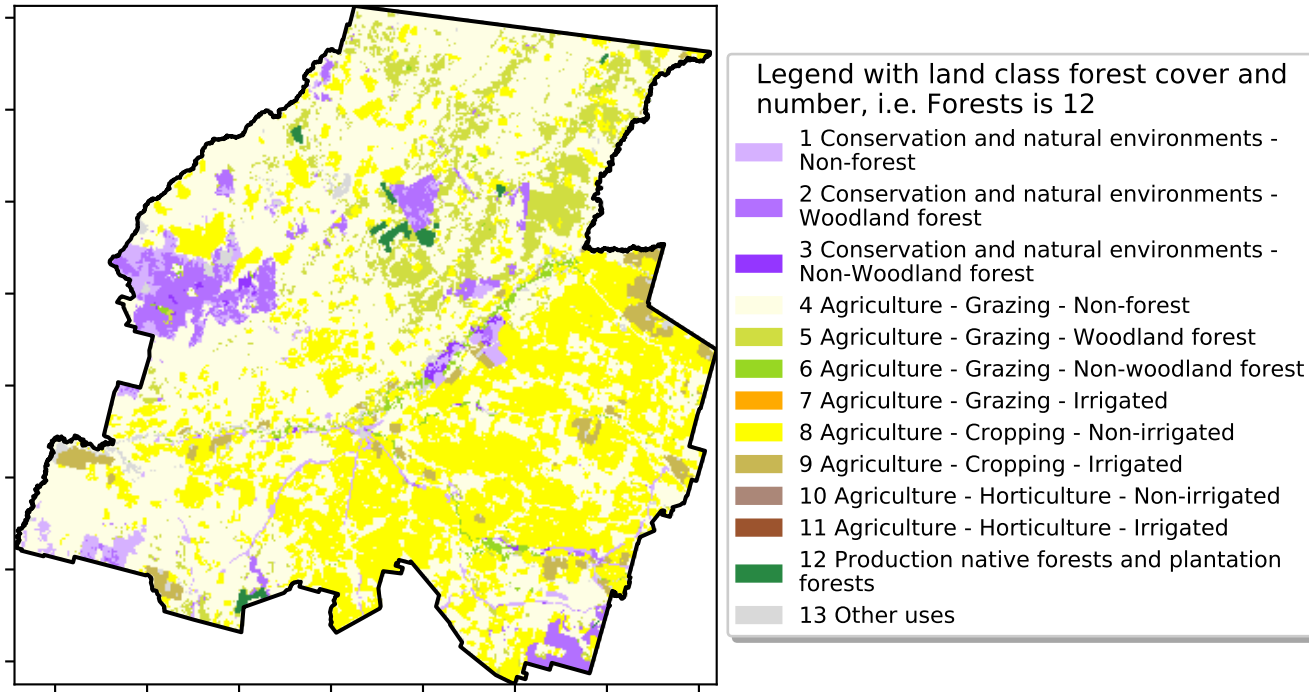 Legend with land class forest cover and
number, i.e. Forests is 12
1 Conservation and natural environments -
Non-forest
2 Conservation and natural environments -
Woodland forest
3 Conservation and natural environments -
Non-Woodland forest
4 Agriculture - Grazing - Non-forest
5 Agriculture - Grazing - Woodland forest
6 Agriculture - Grazing - Non-woodland forest
7 Agriculture - Grazing - Irrigated
8 Agriculture - Cropping - Non-irrigated
9 Agriculture - Cropping - Irrigated
10 Agriculture - Horticulture - Non-irrigated
11 Agriculture - Horticulture - Irrigated
12 Production native forests and plantation
forests
13 Other uses